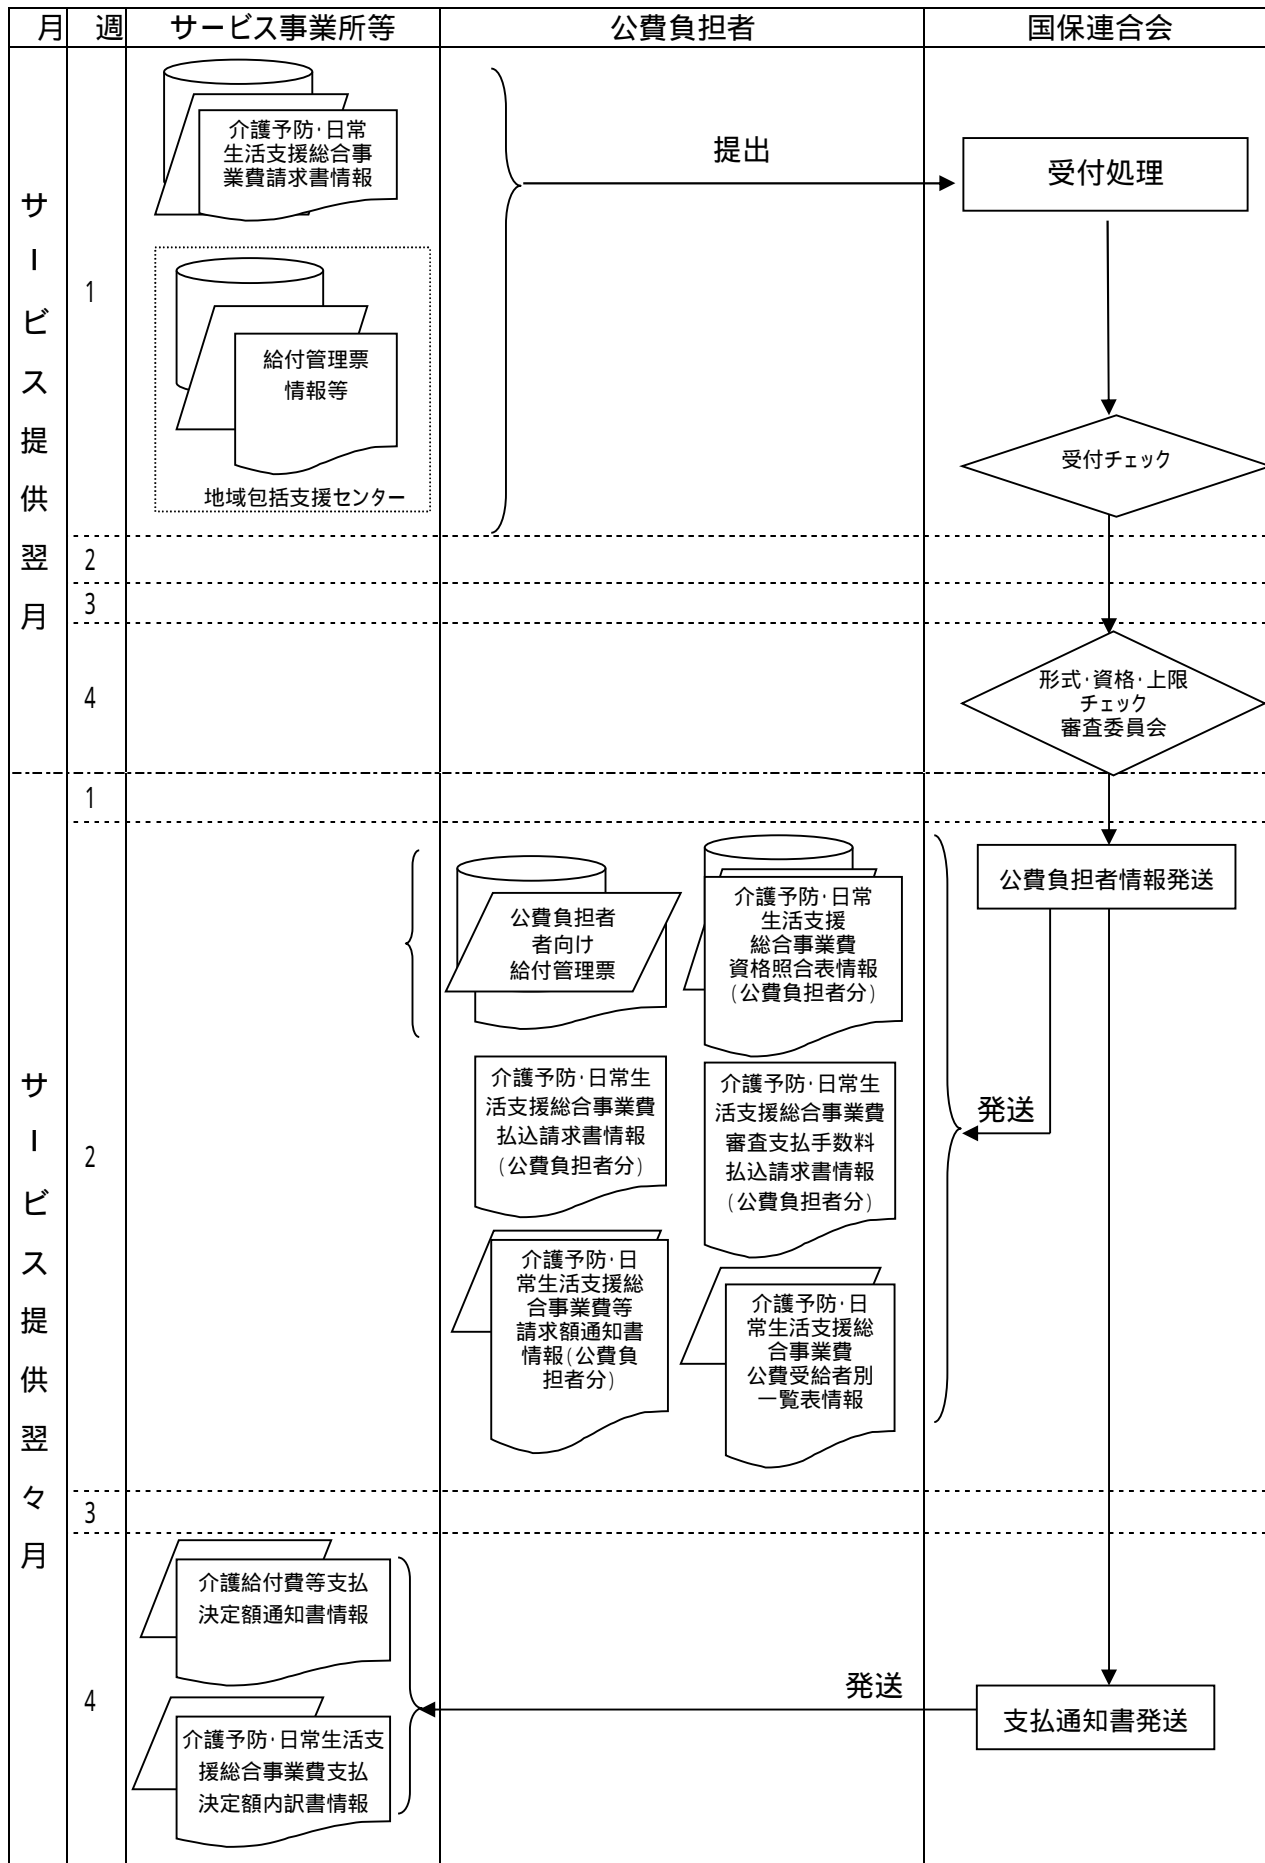 月 週 サービス事業所等 公費負担者 国保連合会
サービス提供翌月
1
介護予防・日常
生活支援総合事
業費請求書情報
提出
受付処理
給付管理票
情報等
地域包括支援センター
受付チェック
2
3
4
形式・資格・上限
チェック
審査委員会
サービス提供翌々月
1
2
公費負担者
者向け
給付管理票
介護予防・日常
生活支援
総合事業費
資格照合表情報
(公費負担者分)
公費負担者情報発送
介護予防・日常生
活支援総合事業費
払込請求書情報
(公費負担者分)
介護予防・日常生
活支援総合事業費
審査支払手数料
払込請求書情報
(公費負担者分)
発送
介護予防・日
常生活支援総
合事業費等
請求額通知書
情報(公費負
担者分)
介護予防・日
常生活支援総
合事業費
公費受給者別
一覧表情報
3
4
介護給付費等支払
決定額通知書情報
発送
支払通知書発送
介護予防・日常生活支
援総合事業費支払
決定額内訳書情報